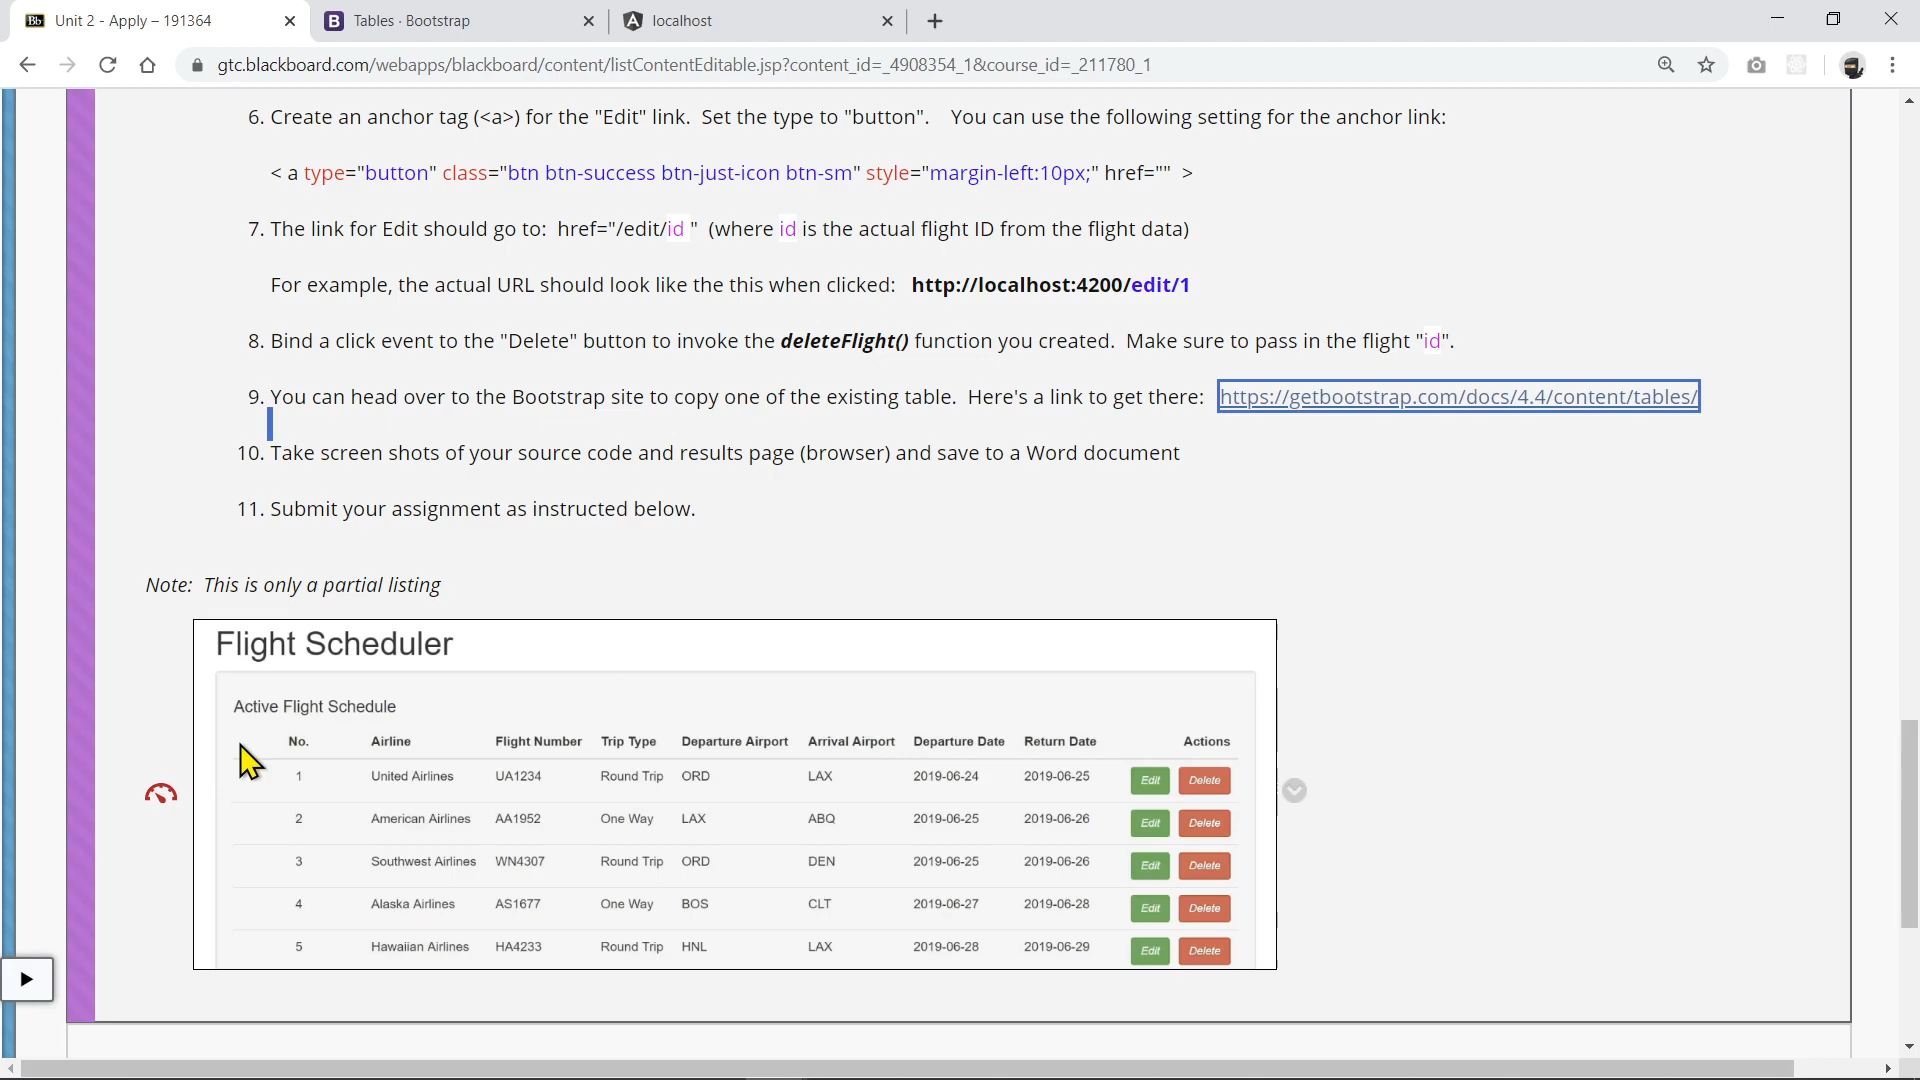 Unit 2 - Apply – 191364
Tables · Bootstrap
localhost
gtc.blackboard.com/webapps/blackboard/content/listContentEditable.jsp?content_id=_4908354_1&course_id=_211780_1
6. Create an anchor tag (<a>) for the "Edit" link.  Set the type to "button".    You can use the following setting for the anchor link:
< a type="button" class="btn btn-success btn-just-icon btn-sm" style="margin-left:10px;" href=""  >
7. The link for Edit should go to:  href="/edit/id "  (where id is the actual flight ID from the flight data)
For example, the actual URL should look like the this when clicked:   http://localhost:4200/edit/1
8. Bind a click event to the "Delete" button to invoke the deleteFlight() function you created.  Make sure to pass in the flight "id".
9. You can head over to the Bootstrap site to copy one of the existing table.  Here's a link to get there:  https://getbootstrap.com/docs/4.4/content/tables/
10. Take screen shots of your source code and results page (browser) and save to a Word document
11. Submit your assignment as instructed below.
Note:  This is only a partial listing
Flight Scheduler
Active Flight Schedule
No. Airline Flight Number Trip Type Departure Airport Arrival Airport Departure Date Return Date Actions
1 United Airlines UA1234 Round Trip ORD LAX 2019-06-24 2019-06-25 Edit Delete
2 American Airlines AA1952 One Way LAX ABQ 2019-06-25 2019-06-26 Edit Delete
3 Southwest Airlines WN4307 Round Trip ORD DEN 2019-06-25 2019-06-26 Edit Delete
4 Alaska Airlines AS1677 One Way BOS CLT 2019-06-27 2019-06-28 Edit Delete
5 Hawaiian Airlines HA4233 Round Trip HNL LAX 2019-06-28 2019-06-29 Edit Delete